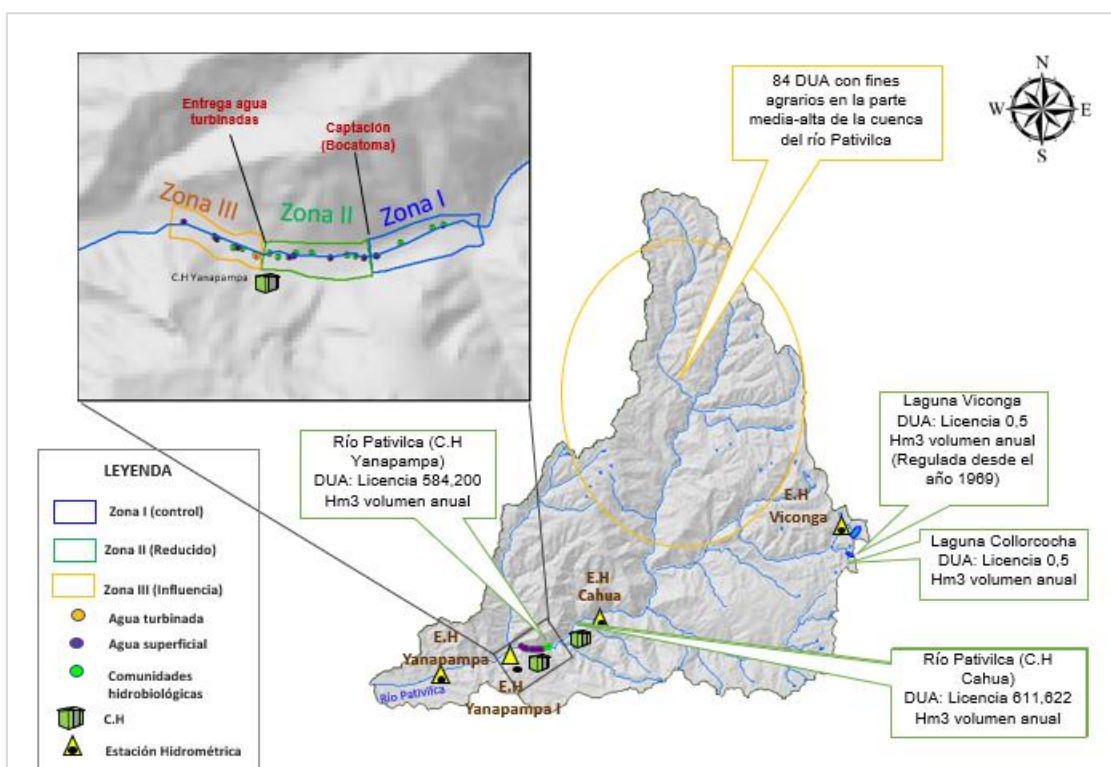 Entrega agua
turbinadas
Captación
(Bocatoma)
Zona III
Zona II
Zona I
C.H Yanapampa
84 DUA con fines
agrarios en la parte
media-alta de la cuenca
del río Pativilca
N
W
E
S
Laguna Viconga
DUA: Licencia 0,5
Hm3 volumen anual
(Regulada desde el
año 1969)
E.H
Viconga
Laguna Collorcocha
DUA: Licencia 0,5
Hm3 volumen anual
Río Pativilca (C.H
Yanapampa)
DUA: Licencia 584,200
Hm3 volumen anual
E.H
Cahua
E.H
Yanapampa
E.H
Yanapampa I
Río Pativilca
Río Pativilca (C.H
Cahua)
DUA: Licencia 611,622
Hm3 volumen anual
LEYENDA
Zona I (control)
Zona II (Reducido)
Zona III (Influencia)
Agua turbinada
Agua superficial
Comunidades
hidrobiológicas
C.H
Estación Hidrométrica